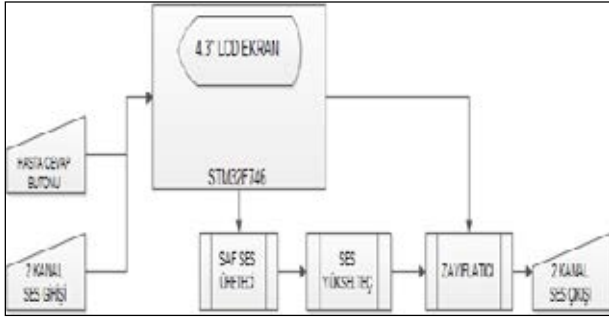 4.3" LCD EKRAN
HASTA CEVAP
BUTONU
STM32F746
2 KANAL
SES GİRİŞİ
SAF SES
ÜRETECİ
SES
YÜKSELTEÇ
ZAYIFLATICI
2 KANAL
SES ÇIKIŞI